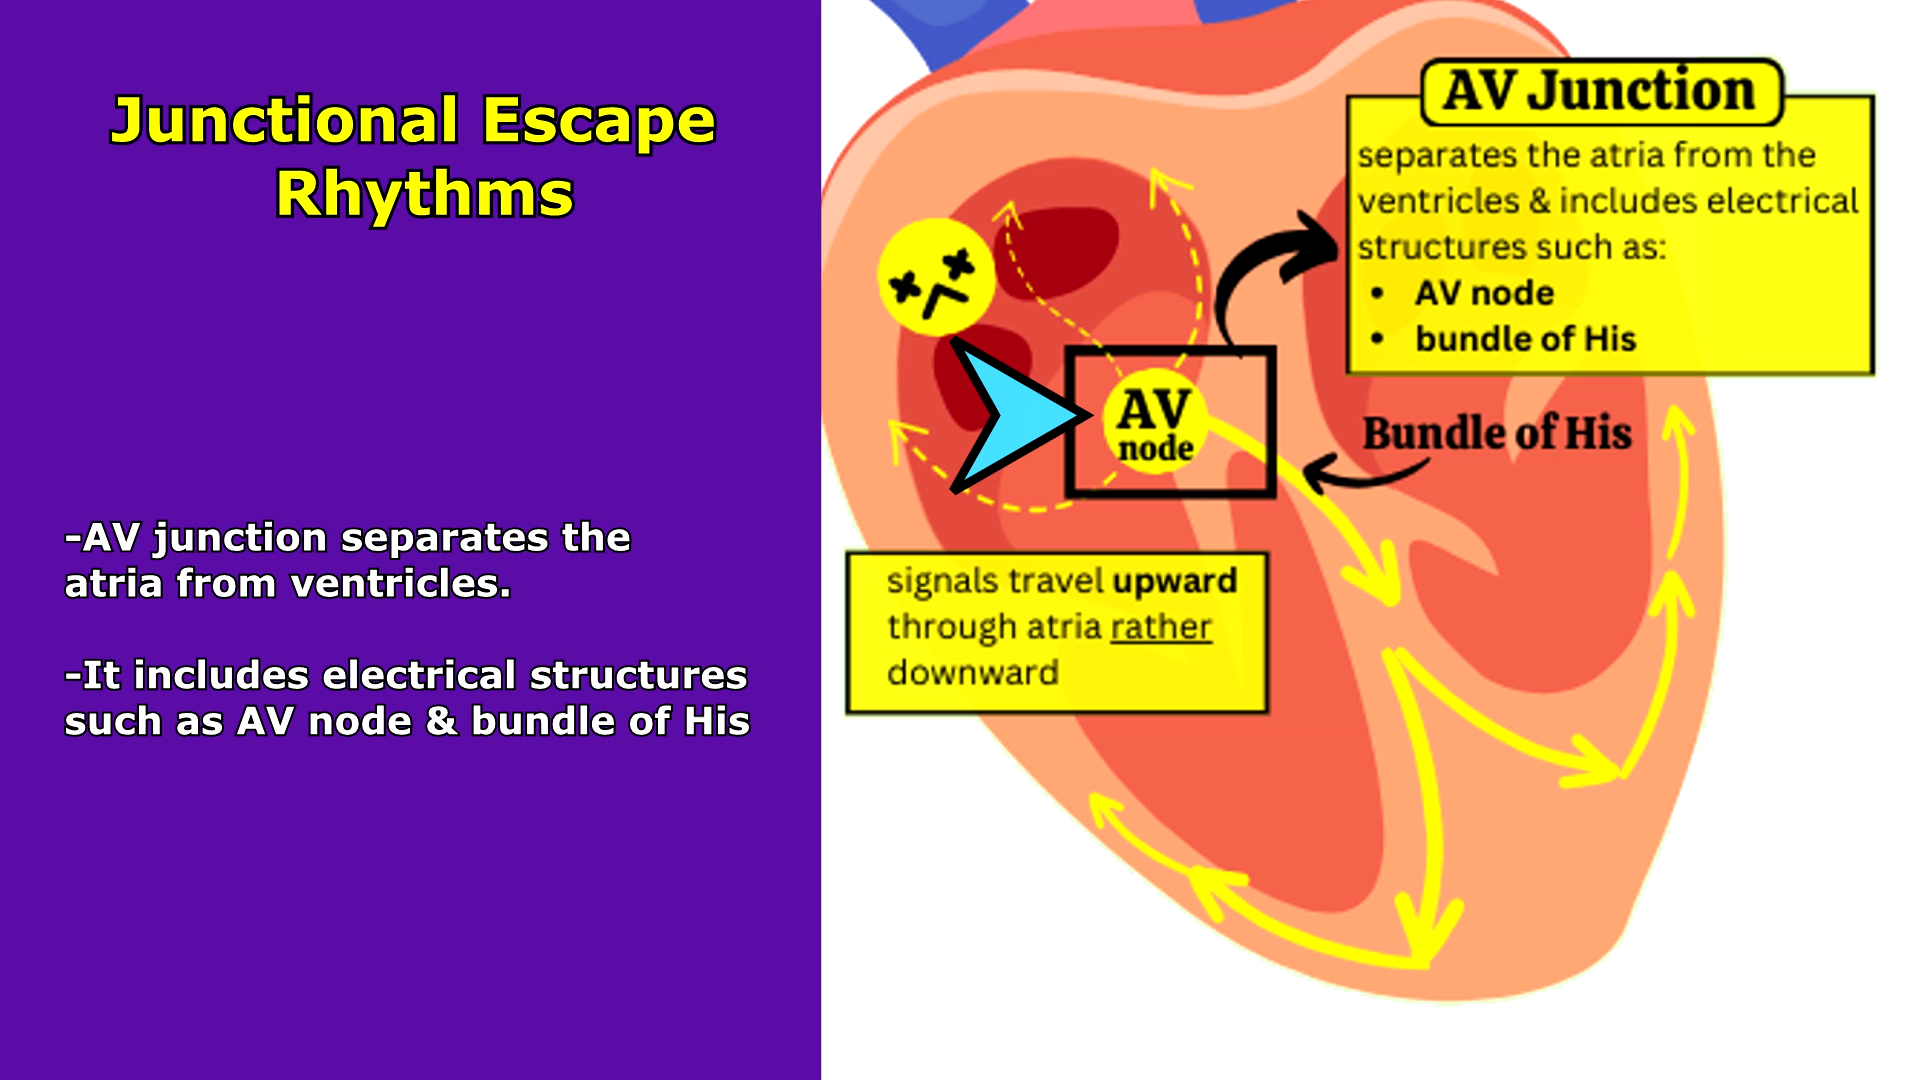 Junctional Escape
Rhythms
-AV junction separates the
atria from ventricles.
-It includes electrical structures
such as AV node & bundle of His
AV Junction
separates the atria from the
ventricles & includes electrical
structures such as:
• AV node
• bundle of His
AV
node
Bundle of His
signals travel upward
through atria rather
downward